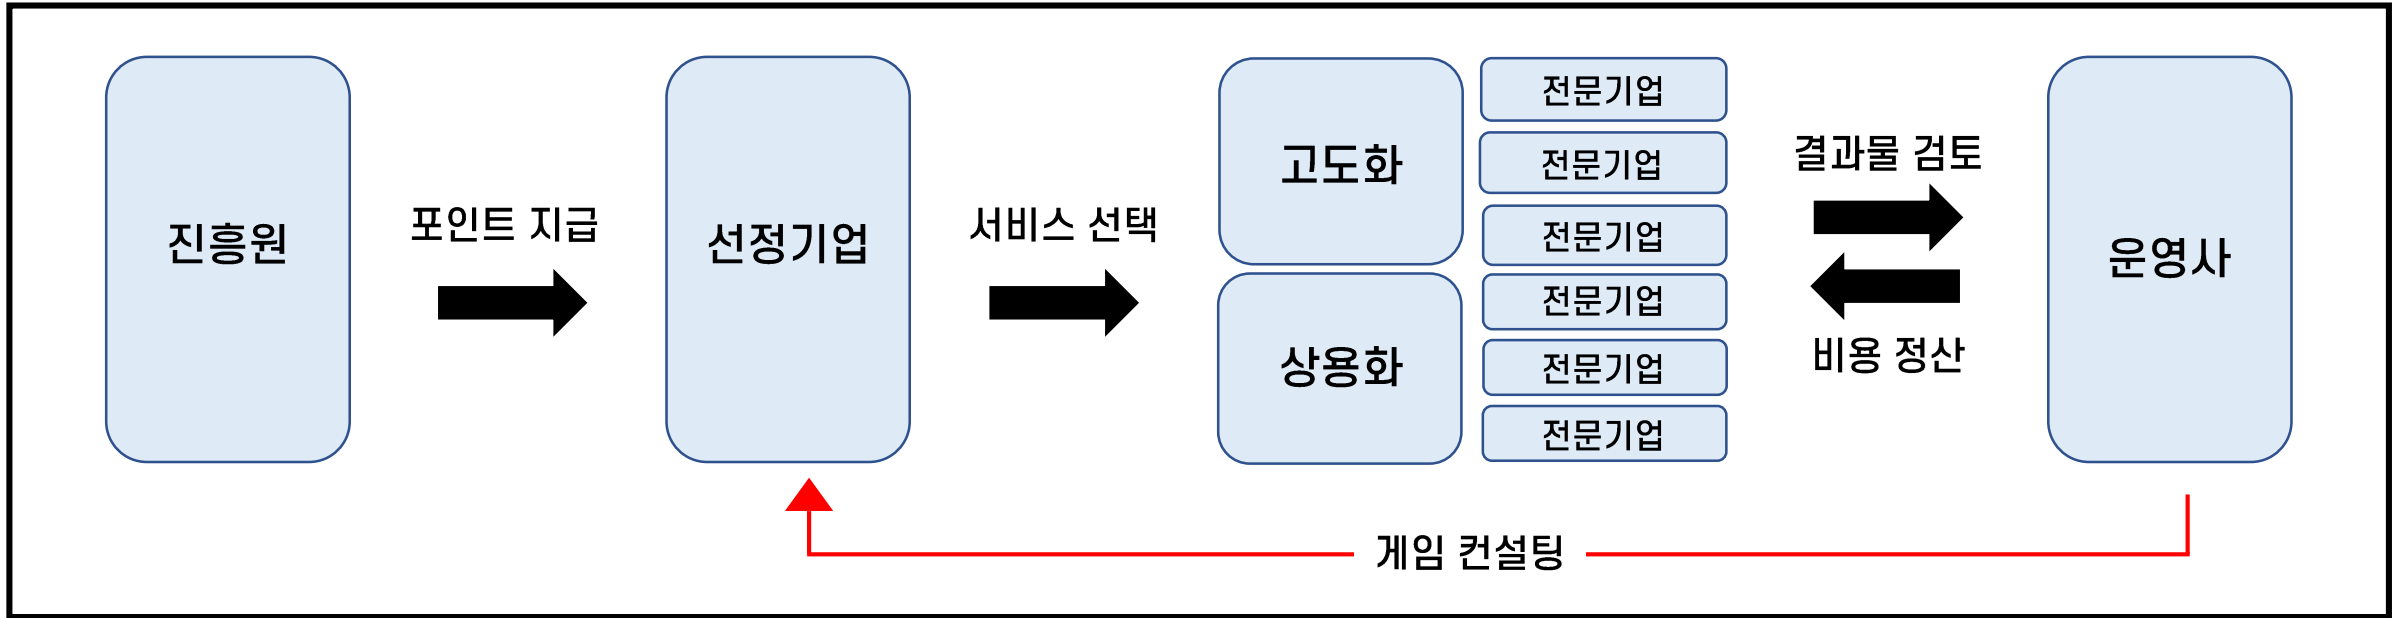 진흥원
포인트 지급
선정기업
서비스 선택
고도화
상용화
전문기업
전문기업
전문기업
전문기업
전문기업
전문기업
결과물 검토
비용 정산
운영사
게임 컨설팅